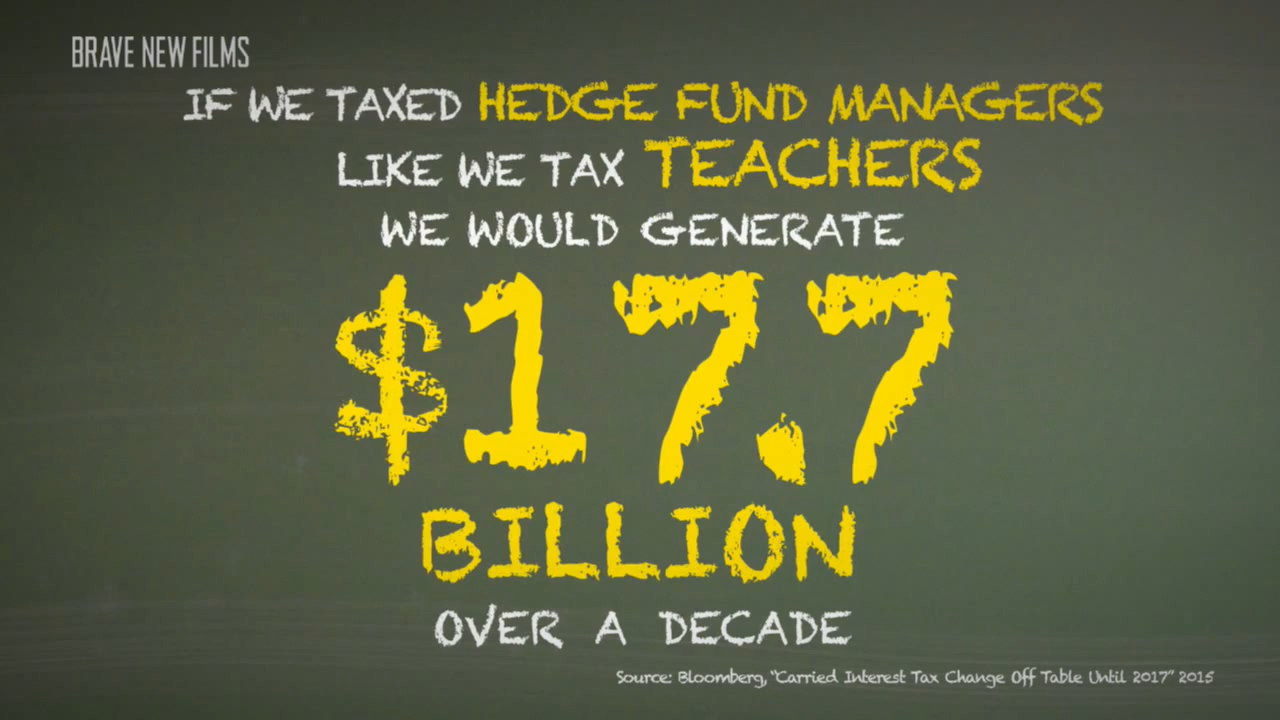 BRAVE NEW FILMS
IF WE TAXED HEDGE FUND MANAGERS
LIKE WE TAX TEACHERS
WE WOULD GENERATE
$17.7
BILLION
OVER A DECADE
Source: Bloomberg, "Carried Interest Tax Change Off Table Until 2017" 2015